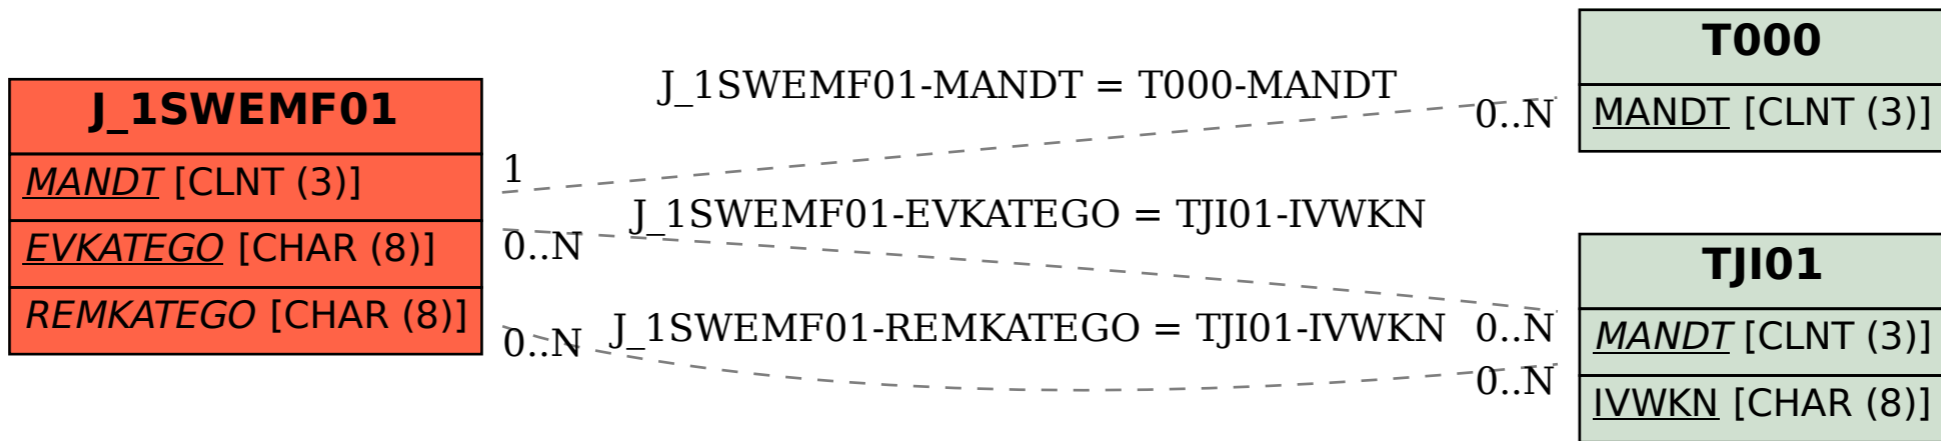 J_1SWEMF01
MANDT [CLNT (3)]
EVKATEGO [CHAR (8)]
REMKATEGO [CHAR (8)]
J_1SWEMF01-MANDT = T000-MANDT
1
0..N
J_1SWEMF01-EVKATEGO = TJI01-IVWKN
0..N
0..N
J_1SWEMF01-REMKATEGO = TJI01-IVWKN
0..N
0..N
T000
MANDT [CLNT (3)]
TJI01
MANDT [CLNT (3)]
IVWKN [CHAR (8)]